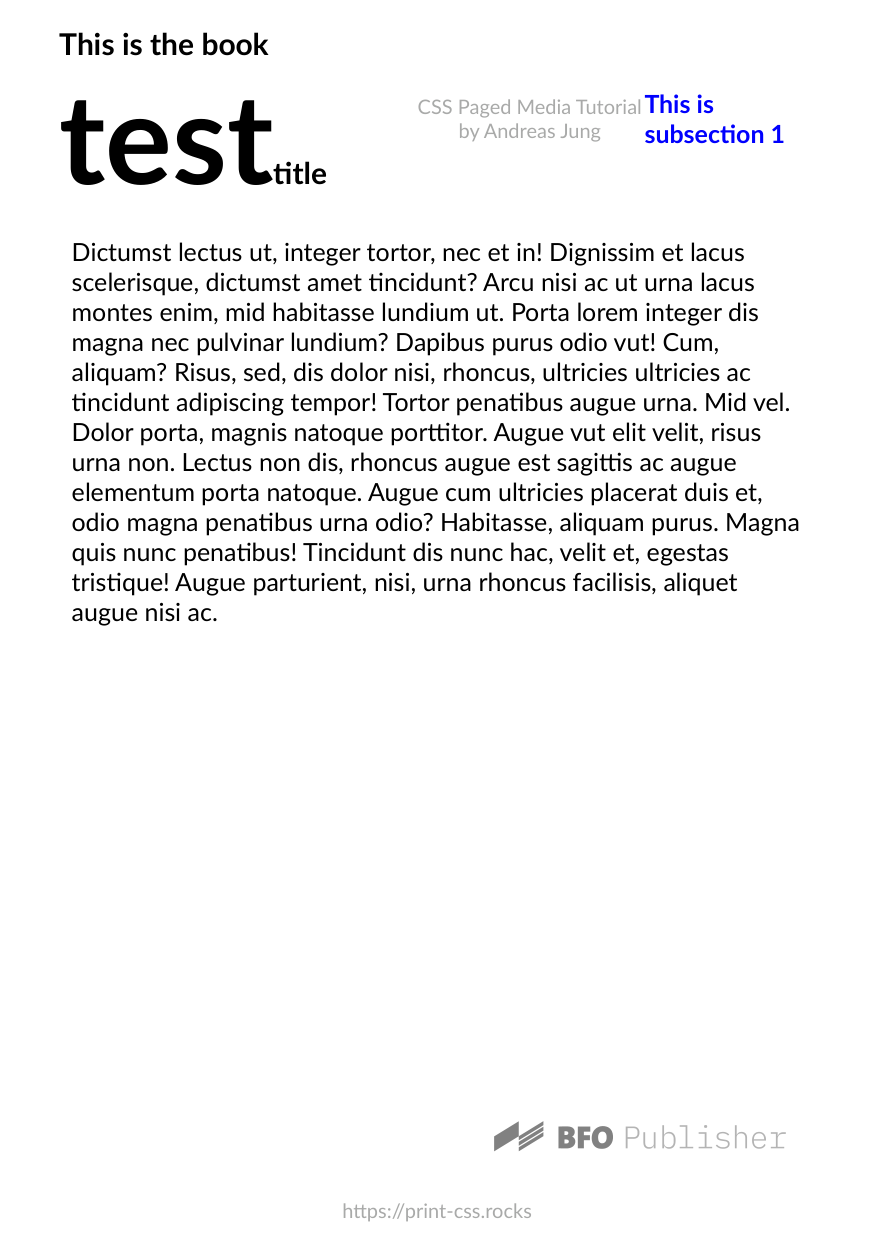 This is the book
test title
CSS Paged Media Tutorial
by Andreas Jung
This is
subsection 1
Dictumst lectus ut, integer tortor, nec et in! Dignissim et lacus
scelerisque, dictumst amet tincidunt? Arcu nisi ac ut urna lacus
montes enim, mid habitasse lundium ut. Porta lorem integer dis
magna nec pulvinar lundium? Dapibus purus odio vut! Cum,
aliquam? Risus, sed, dis dolor nisi, rhoncus, ultricies ultricies ac
tincidunt adipiscing tempor! Tortor penatibus augue urna. Mid vel.
Dolor porta, magnis natoque porttitor. Augue vut elit velit, risus
urna non. Lectus non dis, rhoncus augue est sagittis ac augue
elementum porta natoque. Augue cum ultricies placerat duis et,
odio magna penatibus urna odio? Habitasse, aliquam purus. Magna
quis nunc penatibus! Tincidunt dis nunc hac, velit et, egestas
tristique! Augue parturient, nisi, urna rhoncus facilisis, aliquet
augue nisi ac.
BFO Publisher
https://print-css.rocks